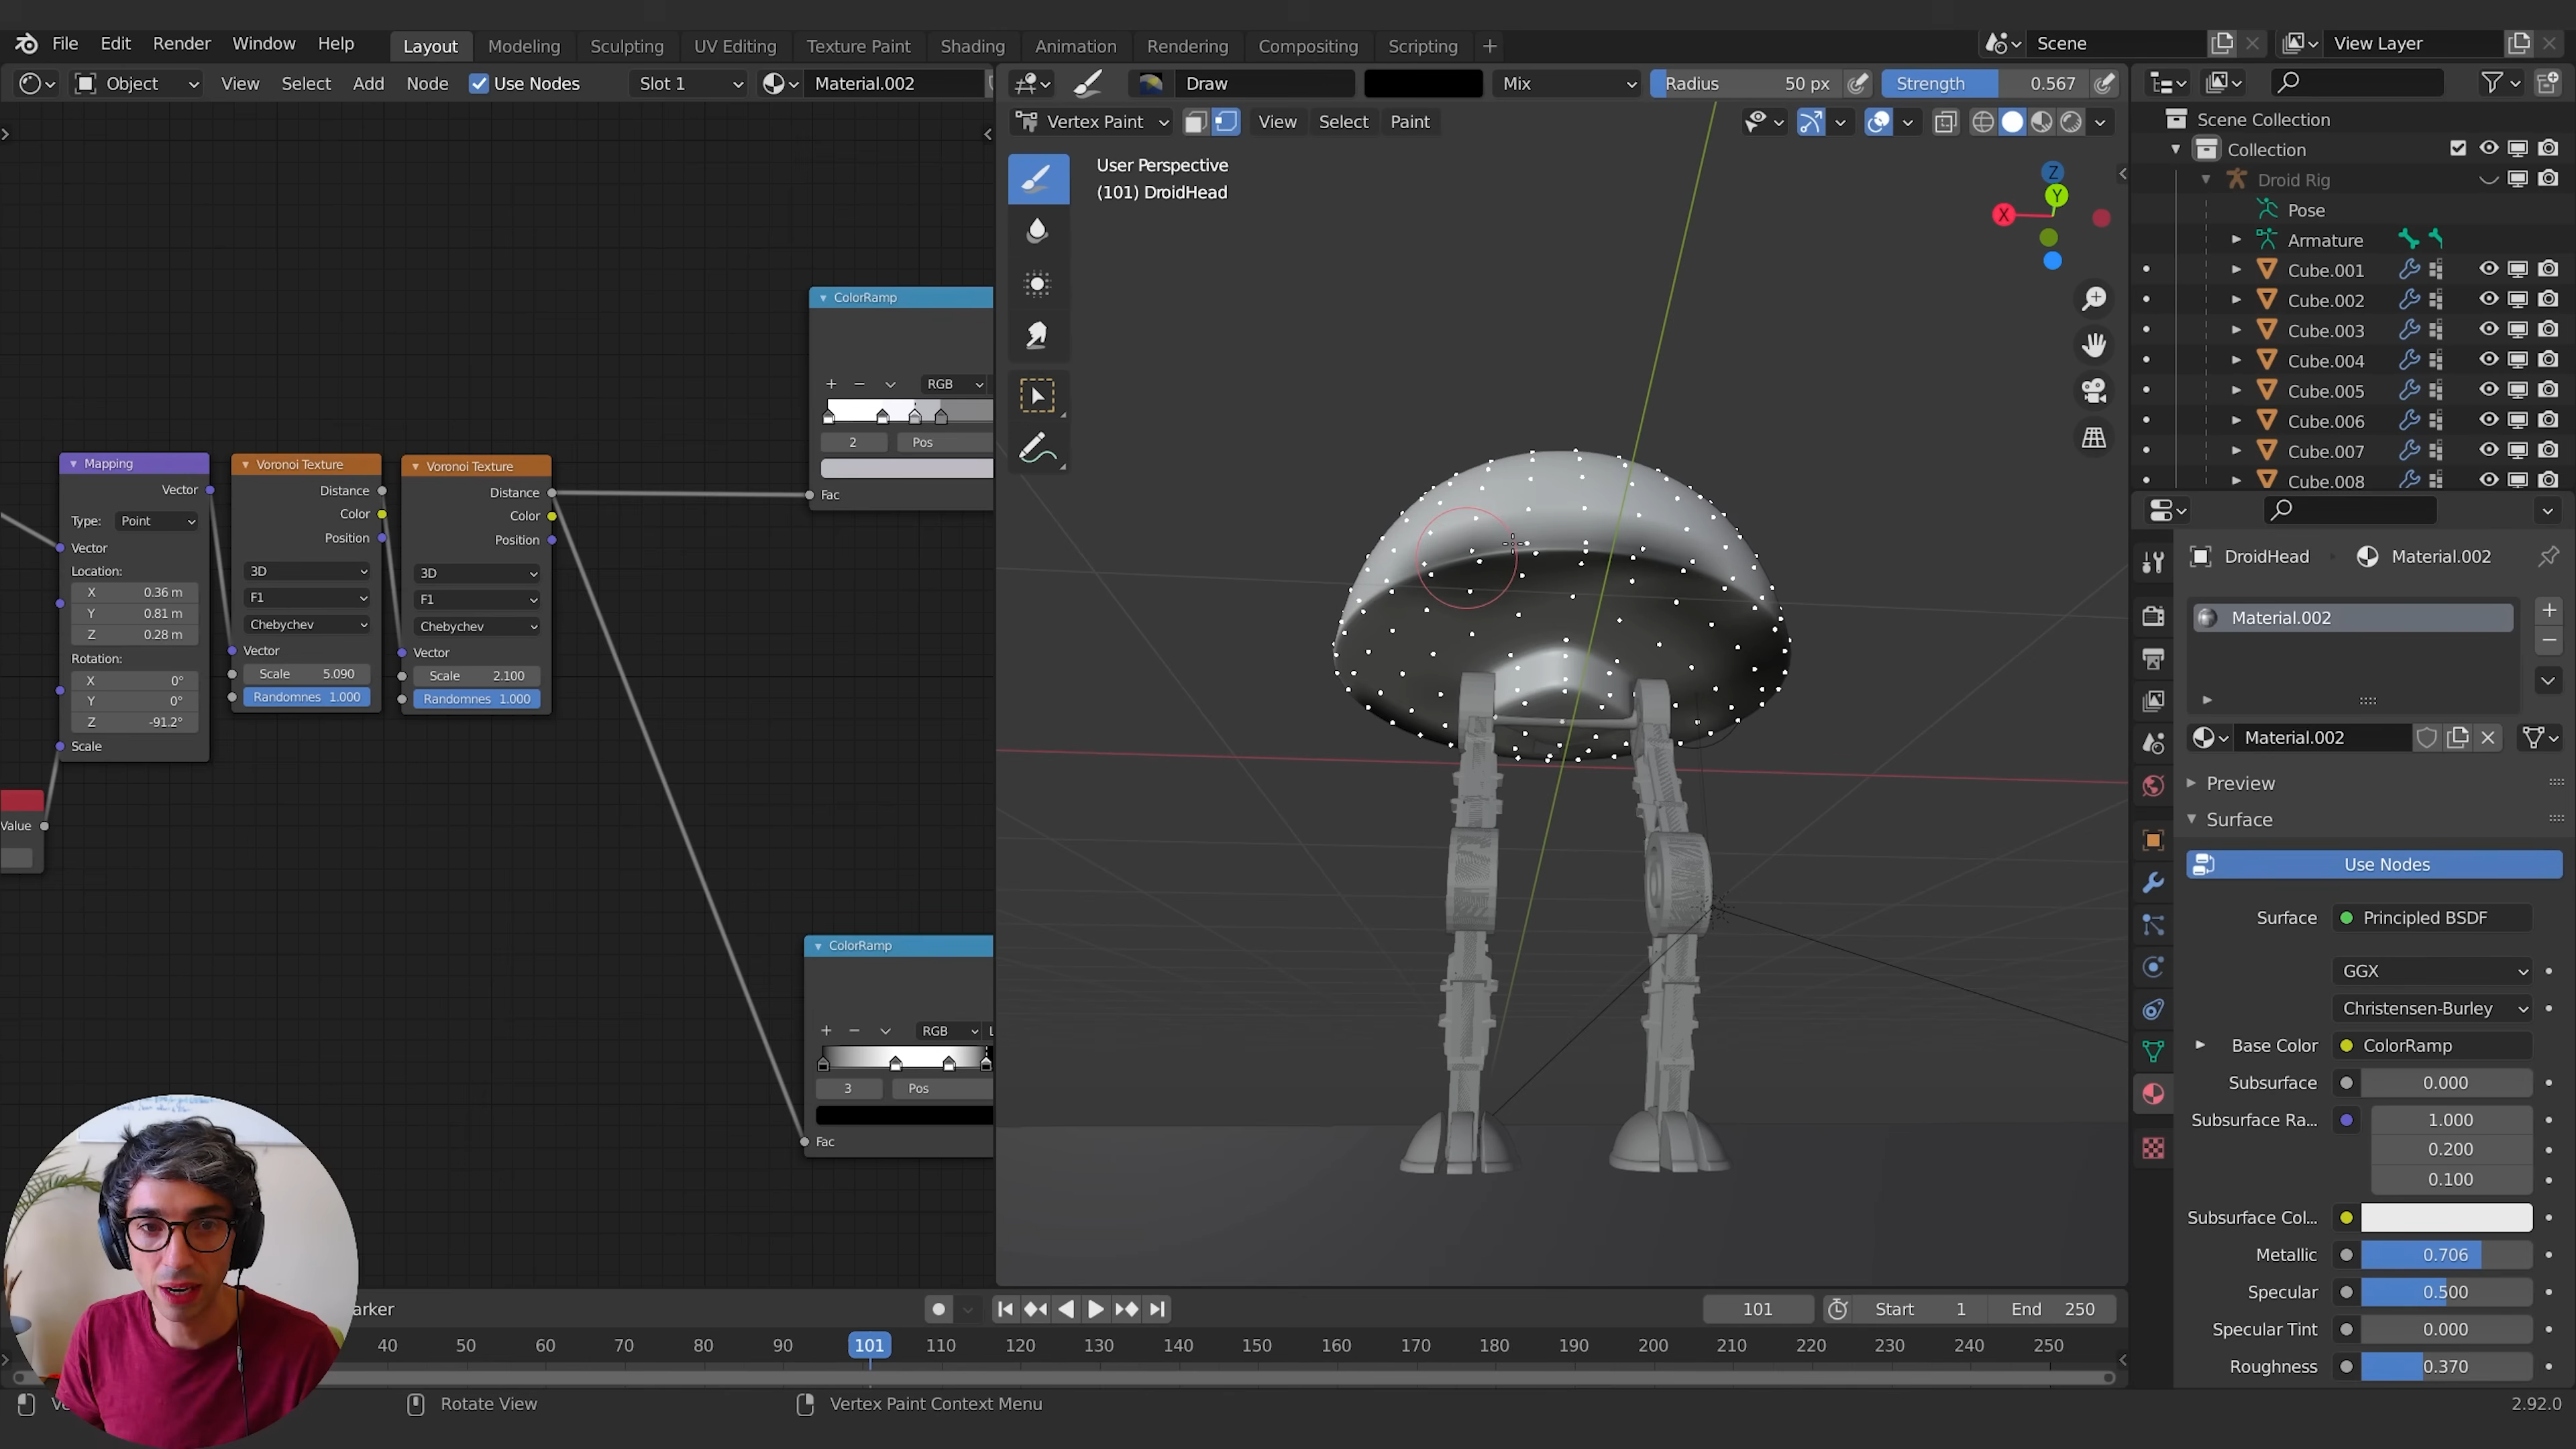 File Edit Render Window Help Layout Modeling Sculpting UV Editing Texture Paint Shading Animation Rendering Compositing Scripting + Scene View Layer
Object View Select Add Node Use Nodes Slot 1 Material.002 Draw Mix Radius 50 px Strength 0.567
Vertex Paint View Select Paint
User Perspective
(101) DroidHead
Z
Y
X
ColorRamp
RGB
2 Pos
Fac
Mapping
Vector
Type: Point
Vector
Location:
X 0.36 m
Y 0.81 m
Z 0.28 m
Rotation:
X 0°
Y 0°
Z -91.2°
Scale
Value
Voronoi Texture
Distance
Color
Position
3D
F1
Chebychev
Vector
Scale 5.090
Randomnes 1.000
Voronoi Texture
Distance
Color
Position
3D
F1
Chebychev
Vector
Scale 2.100
Randomnes 1.000
ColorRamp
RGB L
3 Pos
Fac
Scene Collection
Collection
Droid Rig
Pose
Armature
Cube.001
Cube.002
Cube.003
Cube.004
Cube.005
Cube.006
Cube.007
Cube.008
DroidHead Material.002
Material.002
Material.002
Preview
Surface
Use Nodes
Surface Principled BSDF
GGX
Christensen-Burley
Base Color ColorRamp
Subsurface 0.000
Subsurface Ra... 1.000
0.200
0.100
Subsurface Col...
Metallic 0.706
Specular 0.500
Specular Tint 0.000
Roughness 0.370
arker 101 Start 1 End 250
40 50 60 70 80 90 101 110 120 130 140 150 160 170 180 190 200 210 220 230 240 250
Rotate View Vertex Paint Context Menu 2.92.0